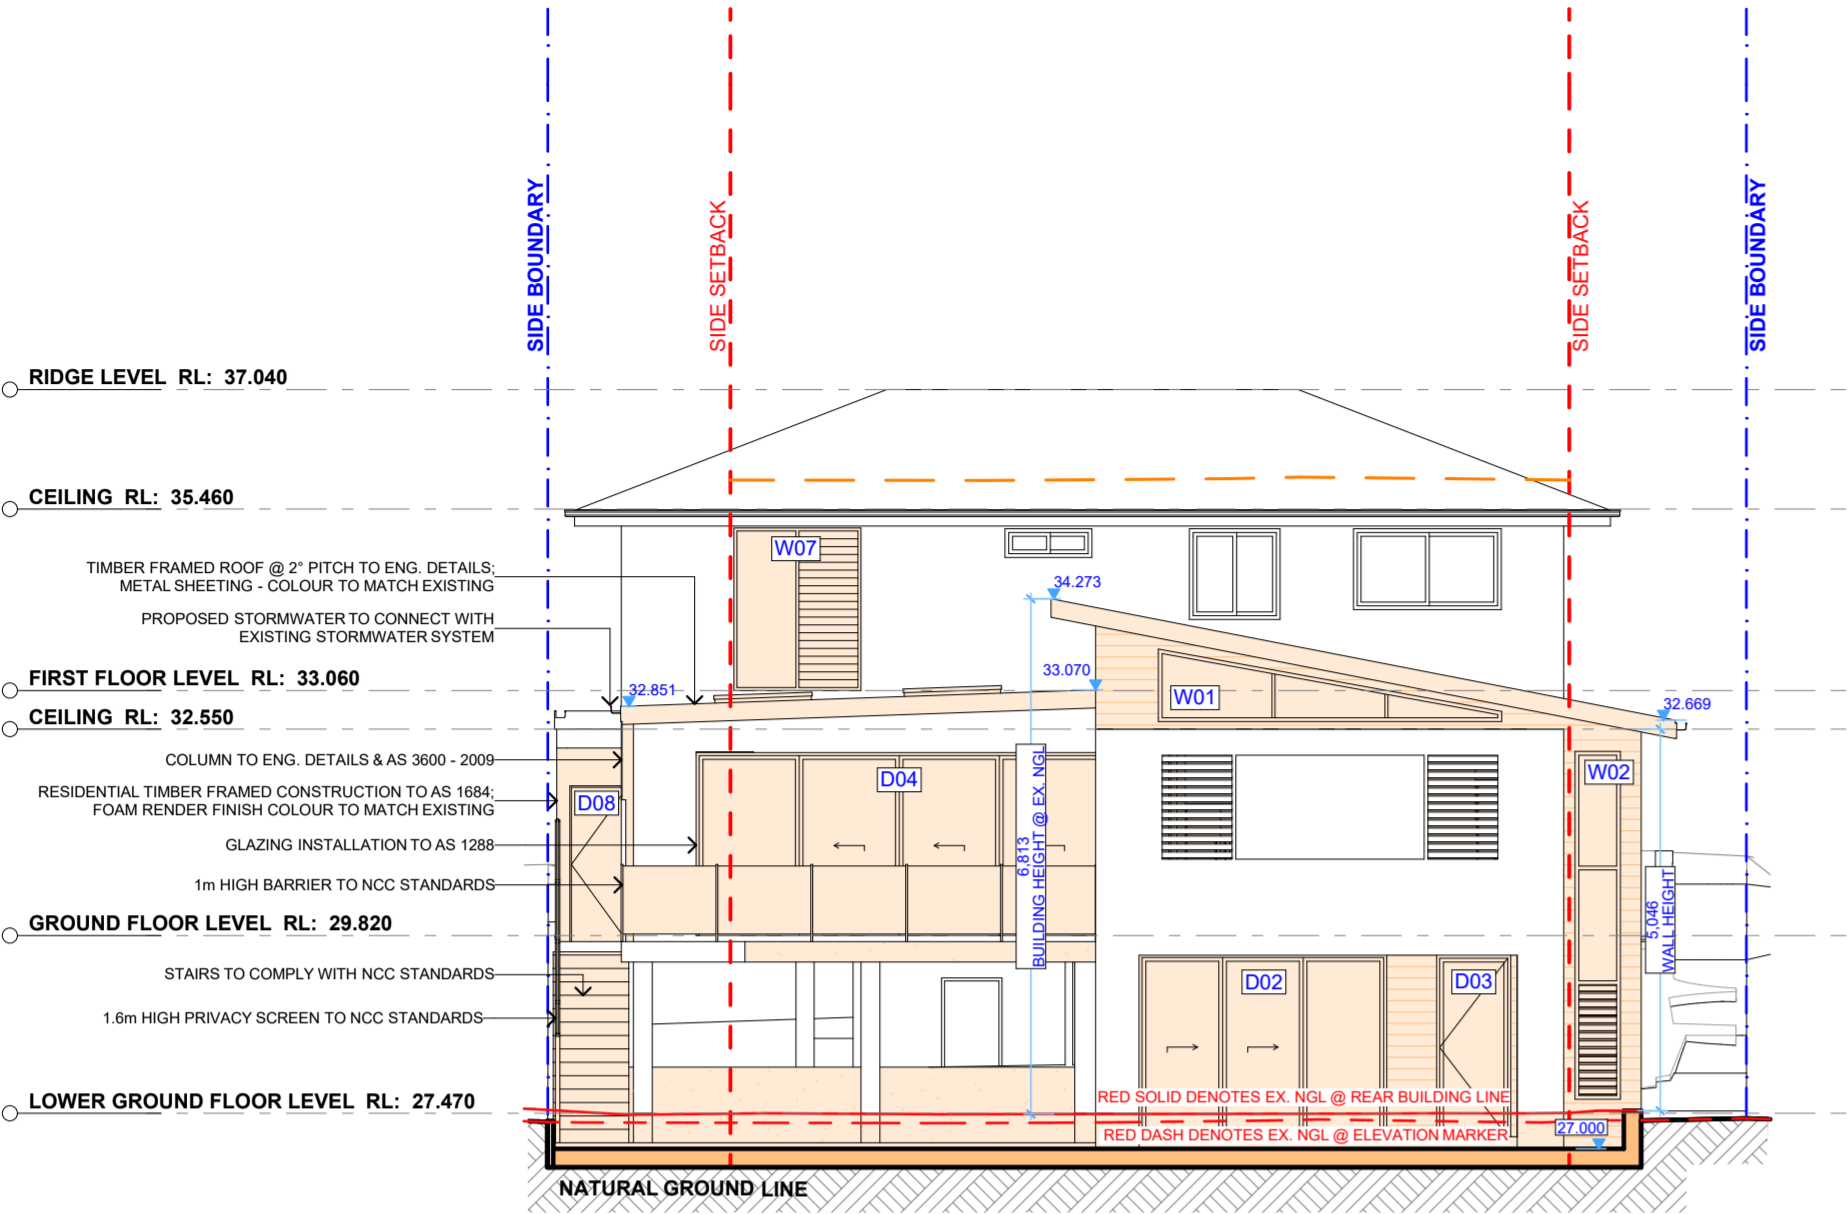 SIDE BOUNDARY
SIDE SETBACK
SIDE SETBACK
SIDE BOUNDARY
RIDGE LEVEL RL: 37.040
CEILING RL: 35.460
W07
TIMBER FRAMED ROOF @ 2° PITCH TO ENG. DETAILS;
METAL SHEETING - COLOUR TO MATCH EXISTING
34.273
PROPOSED STORMWATER TO CONNECT WITH
EXISTING STORMWATER SYSTEM
33.070
FIRST FLOOR LEVEL RL: 33.060
32.851
W01
32.669
CEILING RL: 32.550
COLUMN TO ENG. DETAILS & AS 3600 - 2009
D04
W02
RESIDENTIAL TIMBER FRAMED CONSTRUCTION TO AS 1684;
FOAM RENDER FINISH COLOUR TO MATCH EXISTING
D08
GLAZING INSTALLATION TO AS 1288
6,813
BUILDING HEIGHT @ EX. NGL
1m HIGH BARRIER TO NCC STANDARDS
5,046
WALL HEIGHT
GROUND FLOOR LEVEL RL: 29.820
STAIRS TO COMPLY WITH NCC STANDARDS
D02
D03
1.6m HIGH PRIVACY SCREEN TO NCC STANDARDS
LOWER GROUND FLOOR LEVEL RL: 27.470
RED SOLID DENOTES EX. NGL @ REAR BUILDING LINE
RED DASH DENOTES EX. NGL @ ELEVATION MARKER
27.000
NATURAL GROUND LINE